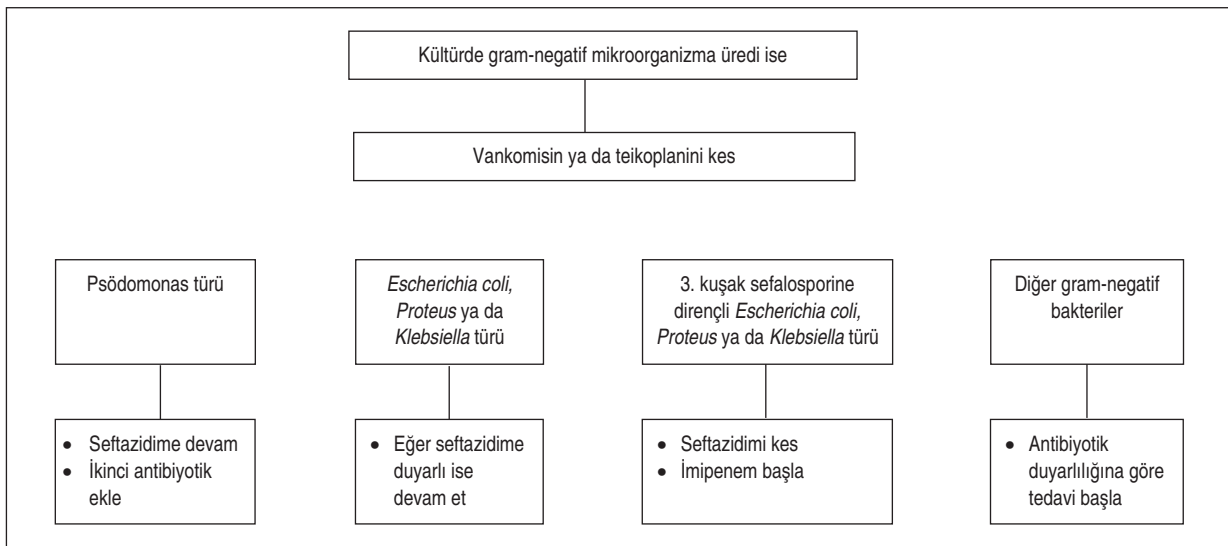 Kültürde gram-negatif mikroorganizma üredi ise
Vankomisin ya da teikoplanini kes
Psödomonas türü
Escherichia coli,
Proteus ya da
Klebsiella türü
3. kuşak sefalosporine
dirençli Escherichia coli,
Proteus ya da Klebsiella türü
Diğer gram-negatif
bakteriler
• Seftazidime devam
• İkinci antibiyotik
ekle
• Eğer seftazidime
duyarlı ise
devam et
• Seftazidimi kes
• İmipenem başla
• Antibiyotik
duyarlılığına göre
tedavi başla